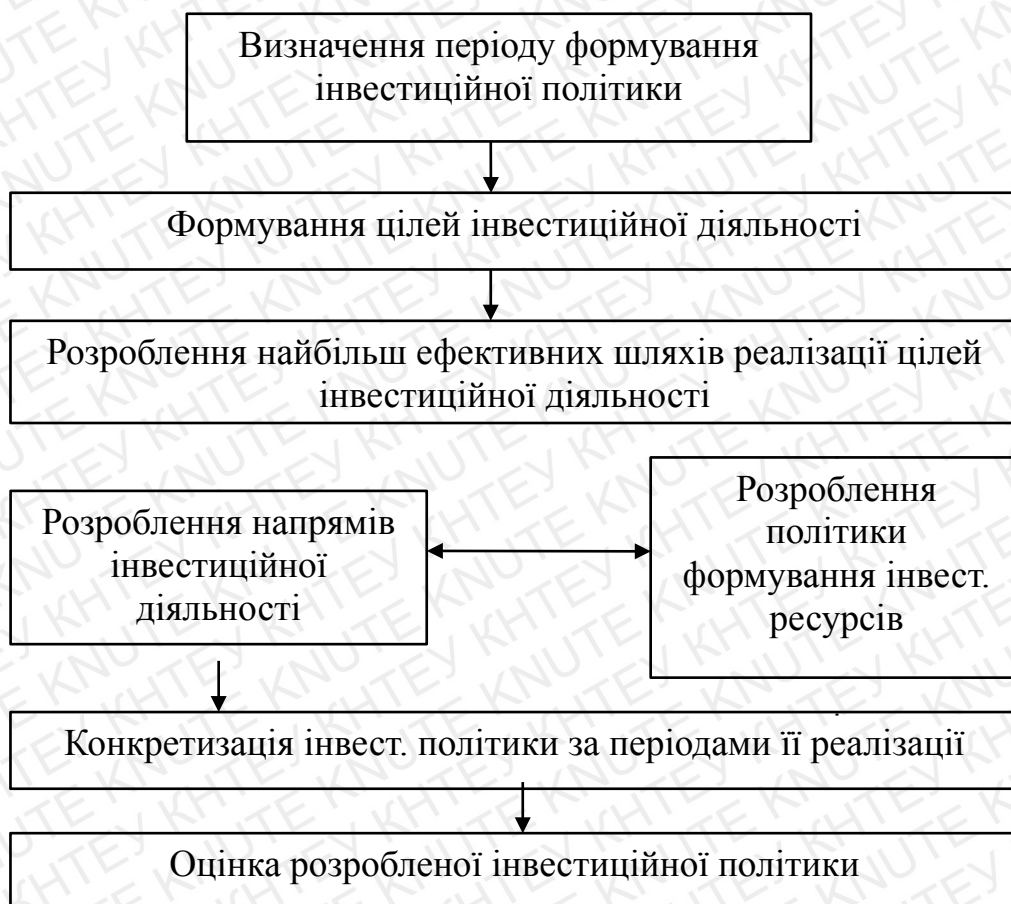 Визначення періоду формування
інвестиційної політики
Формування цілей інвестиційної діяльності
Розроблення найбільш ефективних шляхів реалізації цілей
інвестиційної діяльності
Розроблення напрямів
інвестиційної
діяльності
Розроблення
політики
формування інвест.
ресурсів
Конкретизація інвест. політики за періодами її реалізації
Оцінка розробленої інвестиційної політики